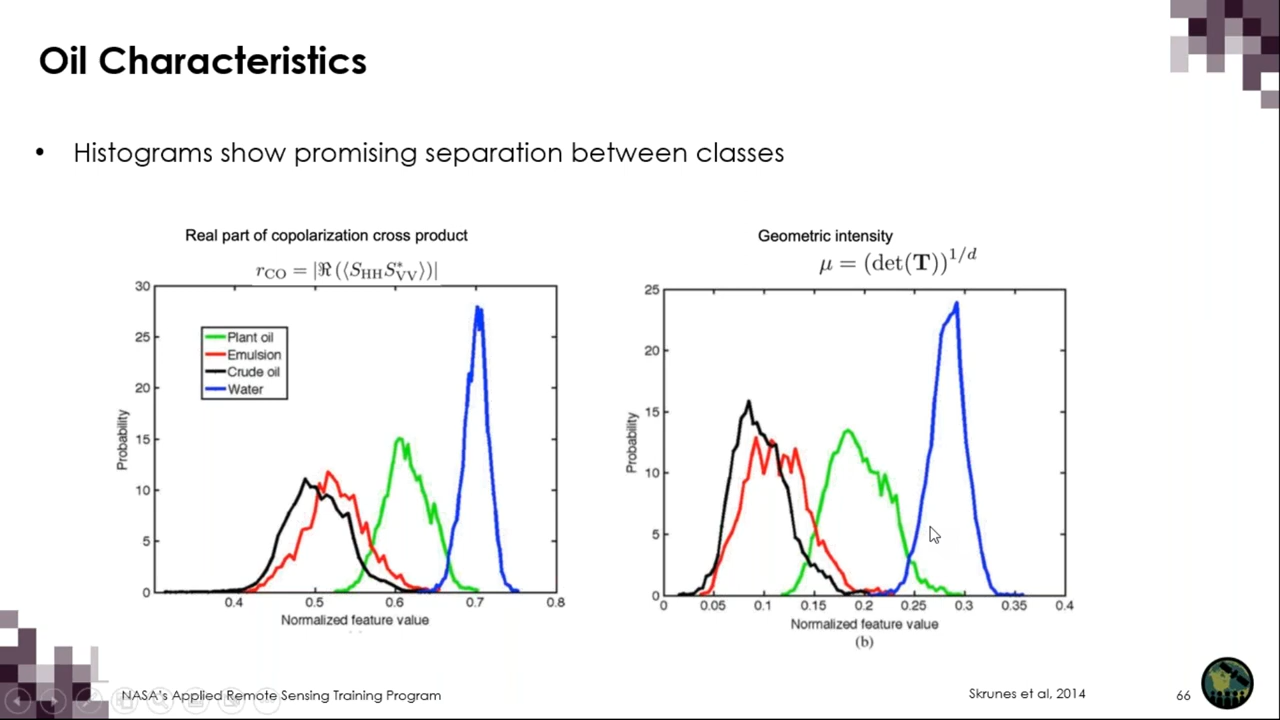 Oil Characteristics
• Histograms show promising separation between classes
Real part of copolarization cross product
r_CO = |ℜ(⟨S_HH S*_VV⟩)|
30
25
20
15
10
5
0
Probability
Plant oil
Emulsion
Crude oil
Water
0.4
0.5
0.6
0.7
0.8
Normalized feature value
Geometric intensity
μ = (det(T))^{1/d}
25
20
15
10
5
0
Probability
0
0.05
0.1
0.15
0.2
0.25
0.3
0.35
0.4
Normalized feature value
(b)
NASA's Applied Remote Sensing Training Program
Skrunes et al, 2014
66